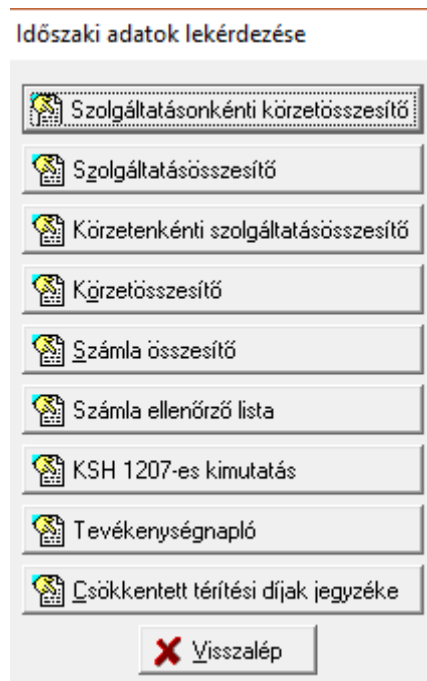 Időszaki adatok lekérdezése
Szolgáltatásonkénti körzetösszesítő
Szolgáltatásösszesítő
Körzetenkénti szolgáltatásösszesítő
Körzetösszesítő
Számla összesítő
Számla ellenőrző lista
KSH 1207-es kimutatás
Tevékenységnapló
Csökkentett térítési díjak jegyzéke
Visszalép